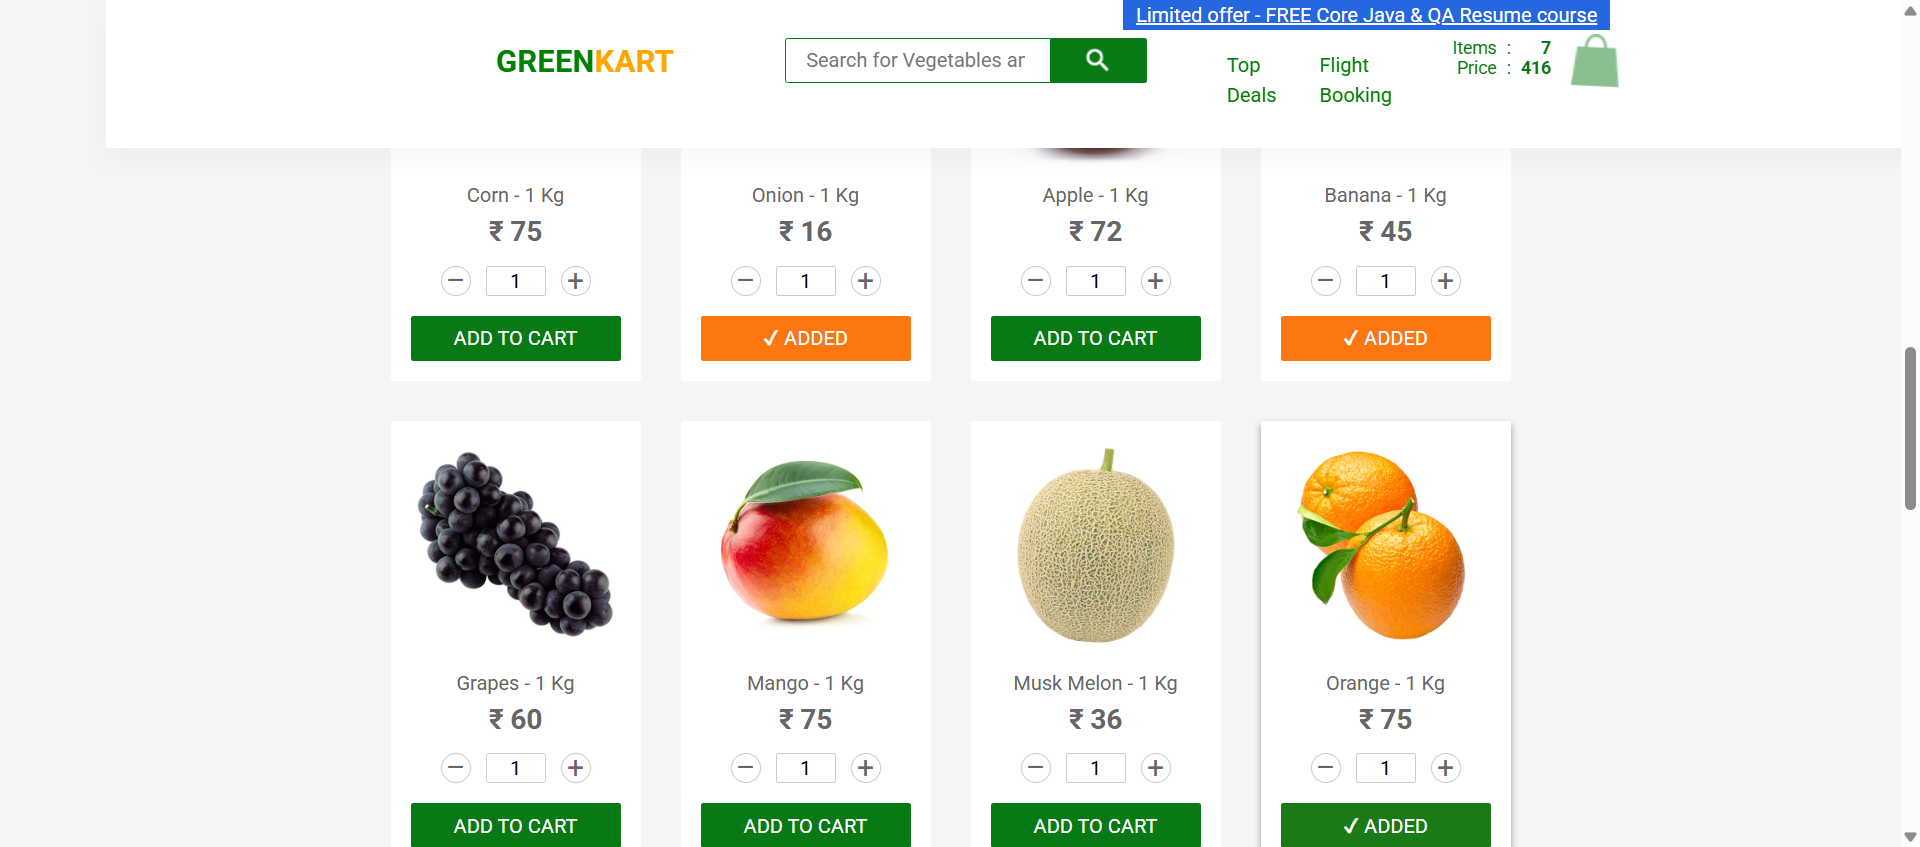 Limited offer - FREE Core Java & QA Resume course
GREENKART
Search for Vegetables ar
Top Deals
Flight Booking
Items : 7
Price : 416
Corn - 1 Kg
₹ 75
− 1 +
ADD TO CART
Onion - 1 Kg
₹ 16
− 1 +
✓ ADDED
Apple - 1 Kg
₹ 72
− 1 +
ADD TO CART
Banana - 1 Kg
₹ 45
− 1 +
✓ ADDED
Grapes - 1 Kg
₹ 60
− 1 +
ADD TO CART
Mango - 1 Kg
₹ 75
− 1 +
ADD TO CART
Musk Melon - 1 Kg
₹ 36
− 1 +
ADD TO CART
Orange - 1 Kg
₹ 75
− 1 +
✓ ADDED